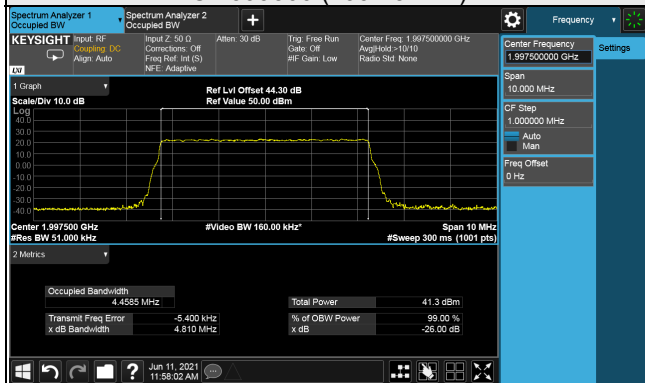 Spectrum Analyzer 1
Occupied BW
Spectrum Analyzer 2
Occupied BW
Frequency
KEYSIGHT
Input: RF
Coupling: DC
Align: Auto
Input Z: 50 Ω
Corrections: Off
Freq Ref: Int (S)
NFE: Adaptive
Atten: 30 dB
Trig: Free Run
Gate: Off
#IF Gain: Low
Center Freq: 1.997500000 GHz
Avg|Hold:>10/10
Radio Std: None
LXI
Center Frequency
1.997500000 GHz
Settings
Span
10.000 MHz
CF Step
1.000000 MHz
Auto
Man
Freq Offset
0 Hz
1 Graph
Scale/Div 10.0 dB
Ref Lvl Offset 44.30 dB
Ref Value 50.00 dBm
Log
40.0
30.0
20.0
10.0
0.00
-10.0
-20.0
-30.0
-40.0
Center 1.997500 GHz
#Res BW 51.000 kHz
#Video BW 160.00 kHz*
Span 10 MHz
#Sweep 300 ms (1001 pts)
2 Metrics
Occupied Bandwidth
4.4585 MHz
Transmit Freq Error -5.400 kHz
x dB Bandwidth 4.810 MHz
Total Power 41.3 dBm
% of OBW Power 99.00 %
x dB -26.00 dB
Jun 11, 2021
11:58:02 AM